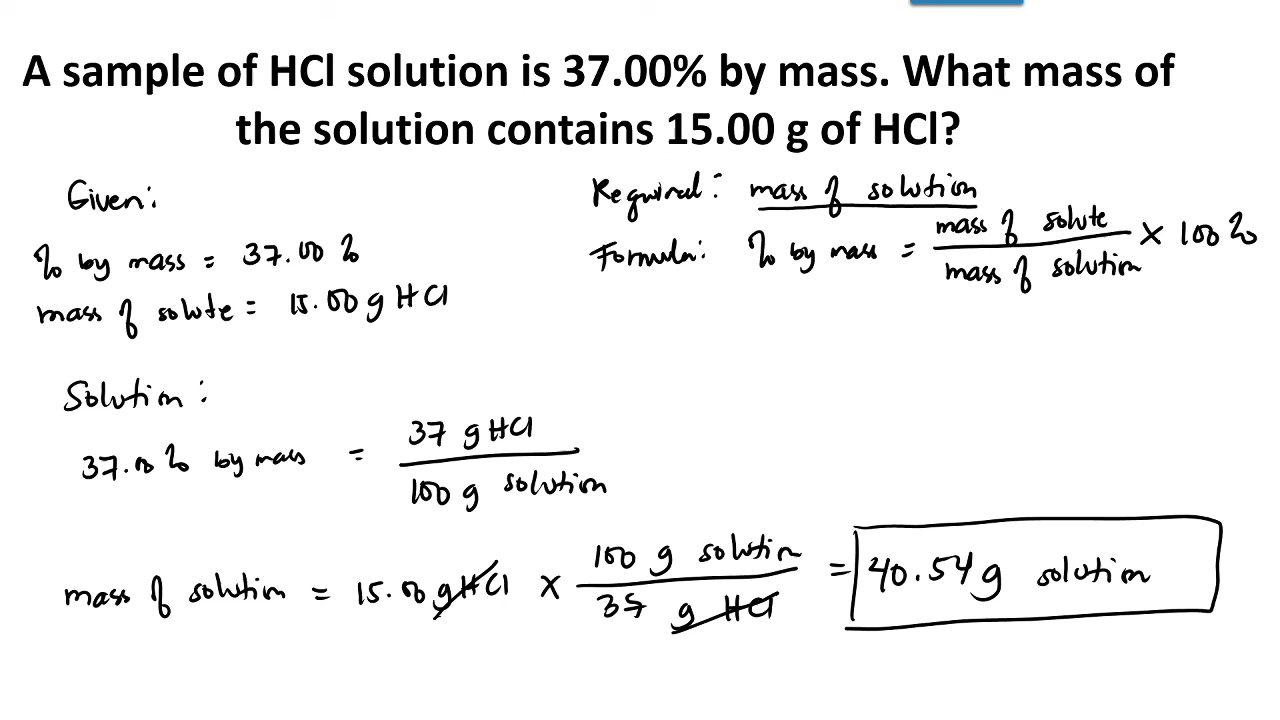 A sample of HCl solution is 37.00% by mass. What mass of
the solution contains 15.00 g of HCl?
Given:
% by mass = 37.00 %
mass of solute = 15.00 g HCl
Required: mass of solution
Formula: % by mass = mass of solute / mass of solution × 100 %
Solution:
37.00% by mass = 37 g HCl / 100 g solution
mass of solution = 15.00 g HCl × 100 g solution / 37 g HCl = 40.54 g solution